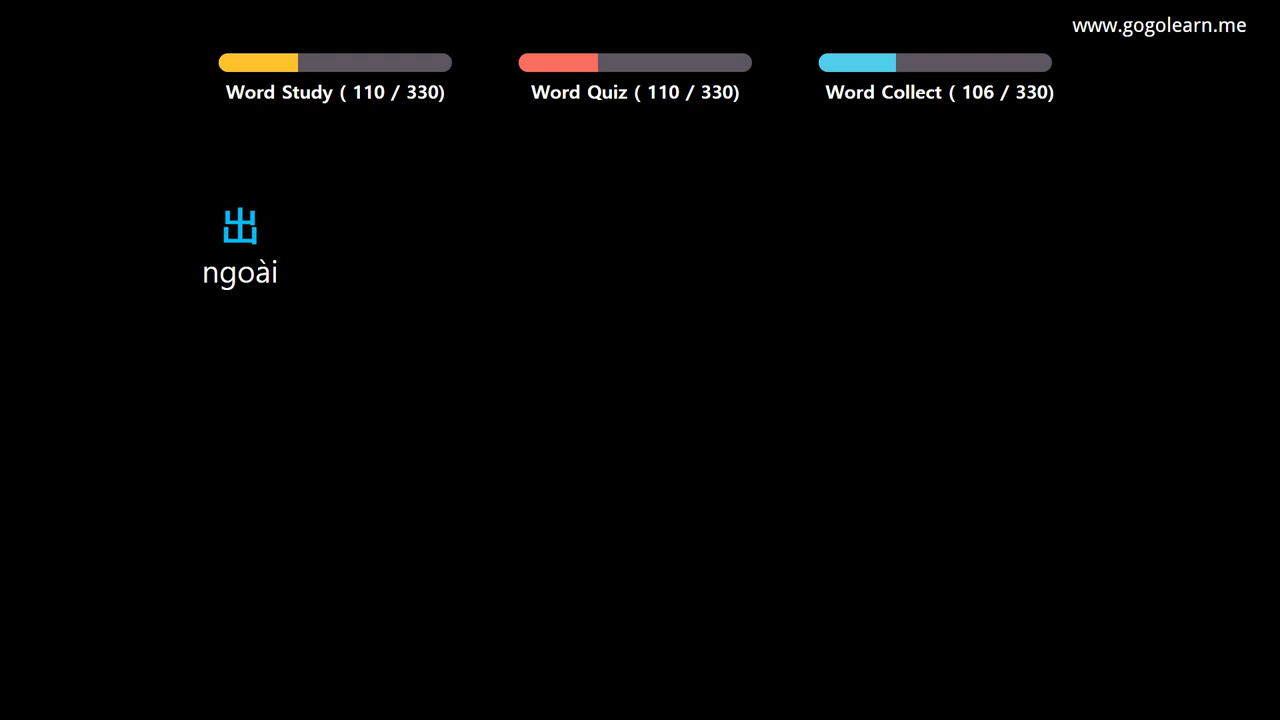 www.gogolearn.me
Word Study ( 110 / 330)
Word Quiz ( 110 / 330)
Word Collect ( 106 / 330)
出
ngoài